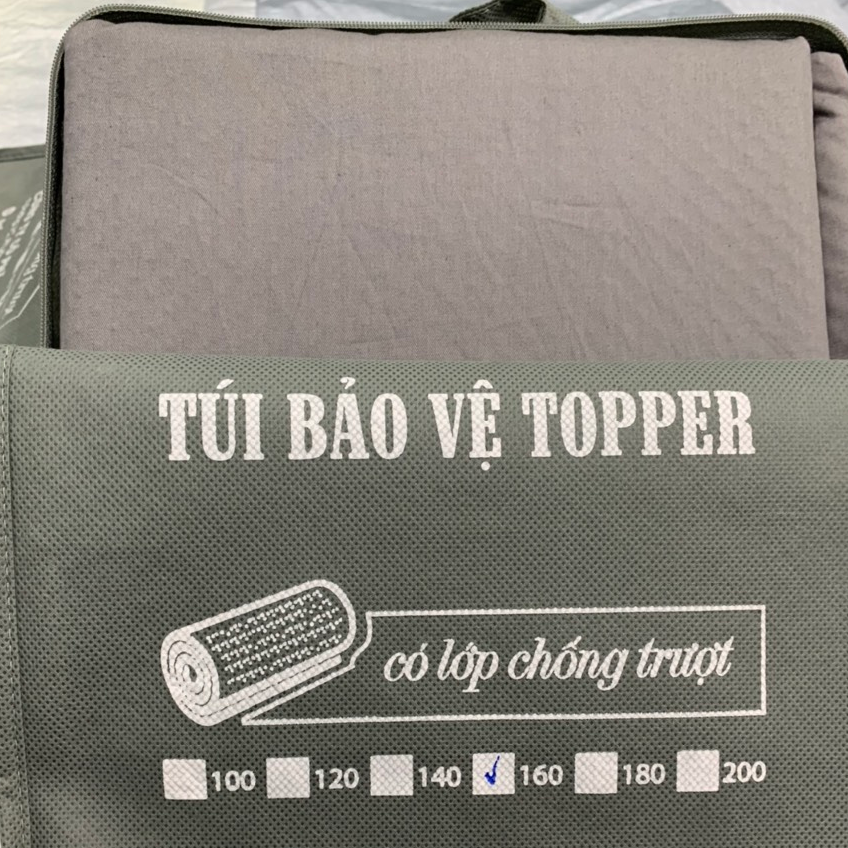 TÚI BẢO VỆ TOPPER
có lớp chống trượt
100 120 140 160 180 200